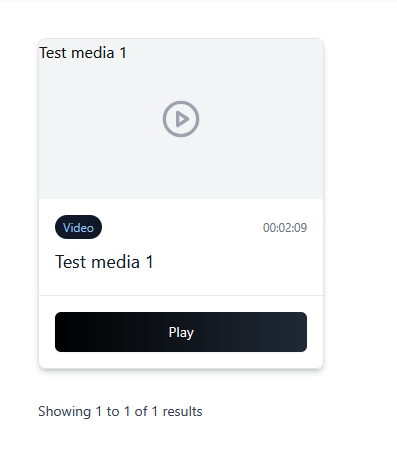 Test media 1
Video 00:02:09
Test media 1
Play
Showing 1 to 1 of 1 results